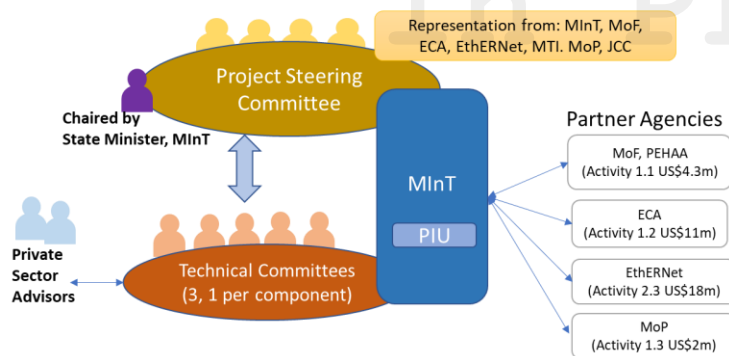 Representation from: MInT, MoF,
ECA, EthERNet, MTI. MoP, JCC
Project Steering
Committee
Chaired by
State Minister, MInT
Partner Agencies
MoF, PEHAA
(Activity 1.1 US$4.3m)
MInT
ECA
(Activity 1.2 US$11m)
PIU
Private
Sector
Advisors
Technical Committees
(3, 1 per component)
EthERNet
(Activity 2.3 US$18m)
MoP
(Activity 1.3 US$2m)